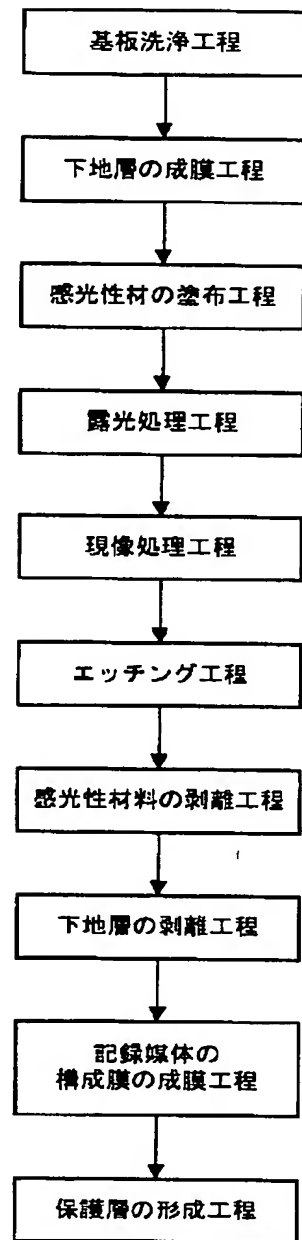 基板洗浄工程
下地層の成膜工程
感光性材の塗布工程
露光処理工程
現像処理工程
エッチング工程
感光性材料の剥離工程
下地層の剥離工程
記録媒体の
構成膜の成膜工程
保護層の形成工程